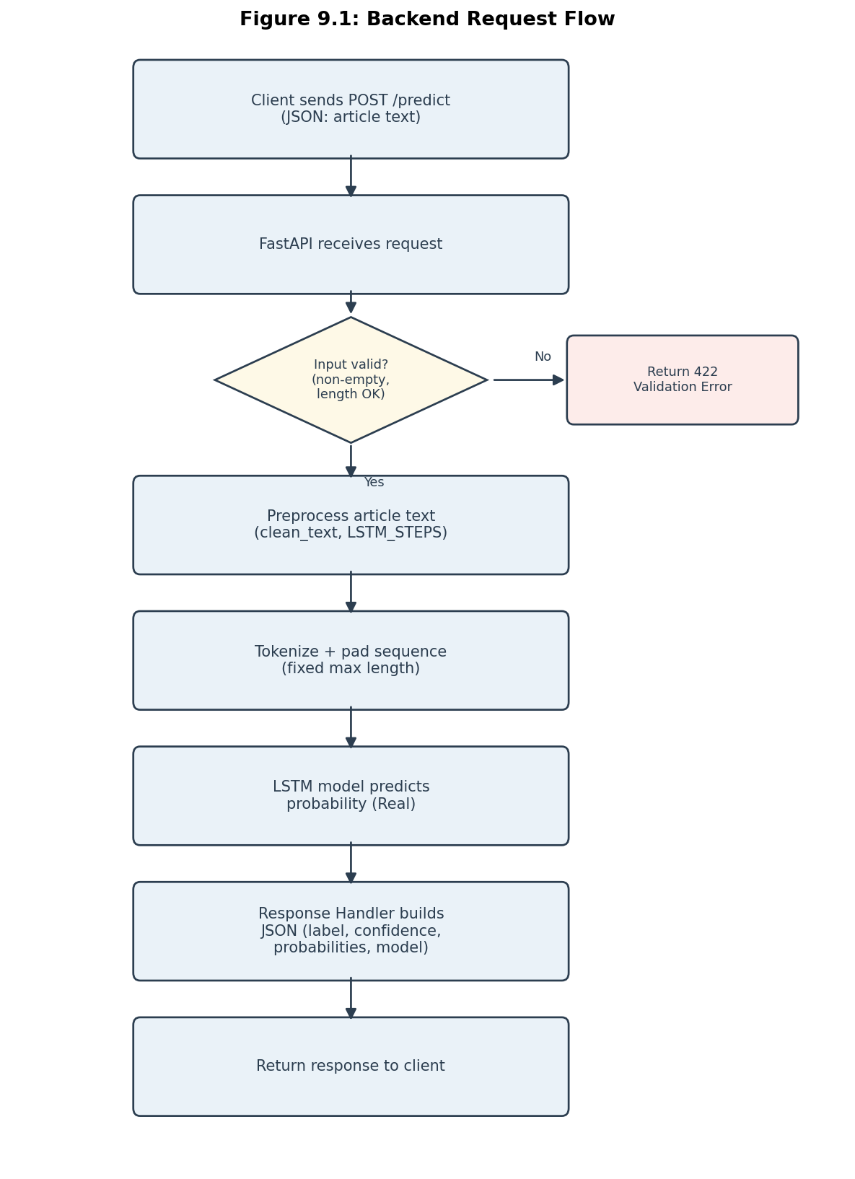 Figure 9.1: Backend Request Flow
Client sends POST /predict
(JSON: article text)
FastAPI receives request
Input valid?
(non-empty,
length OK)
No
Return 422
Validation Error
Yes
Preprocess article text
(clean_text, LSTM_STEPS)
Tokenize + pad sequence
(fixed max length)
LSTM model predicts
probability (Real)
Response Handler builds
JSON (label, confidence,
probabilities, model)
Return response to client